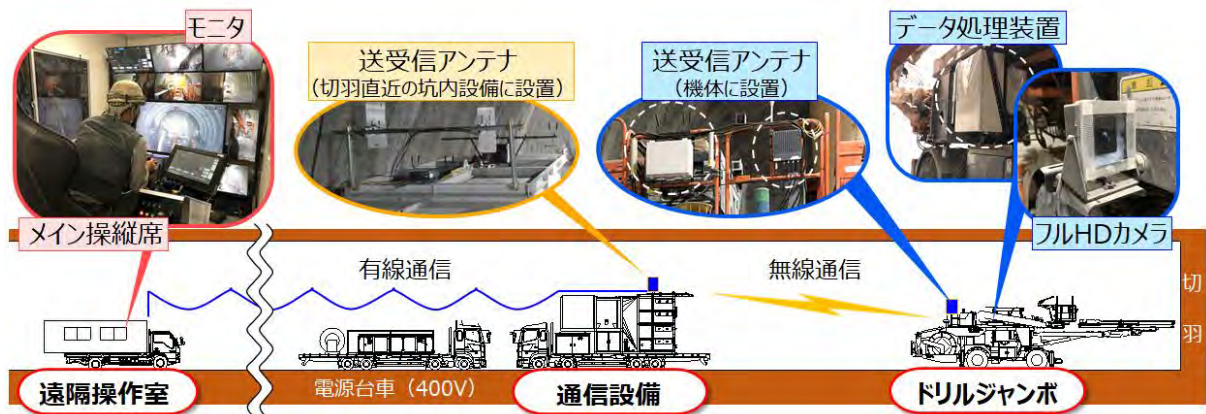 モニタ
メイン操縦席
送受信アンテナ
(切羽直近の坑内設備に設置)
送受信アンテナ
(機体に設置)
データ処理装置
フルHDカメラ
有線通信
無線通信
切
羽
遠隔操作室
電源台車(400V)
通信設備
ドリルジャンボ